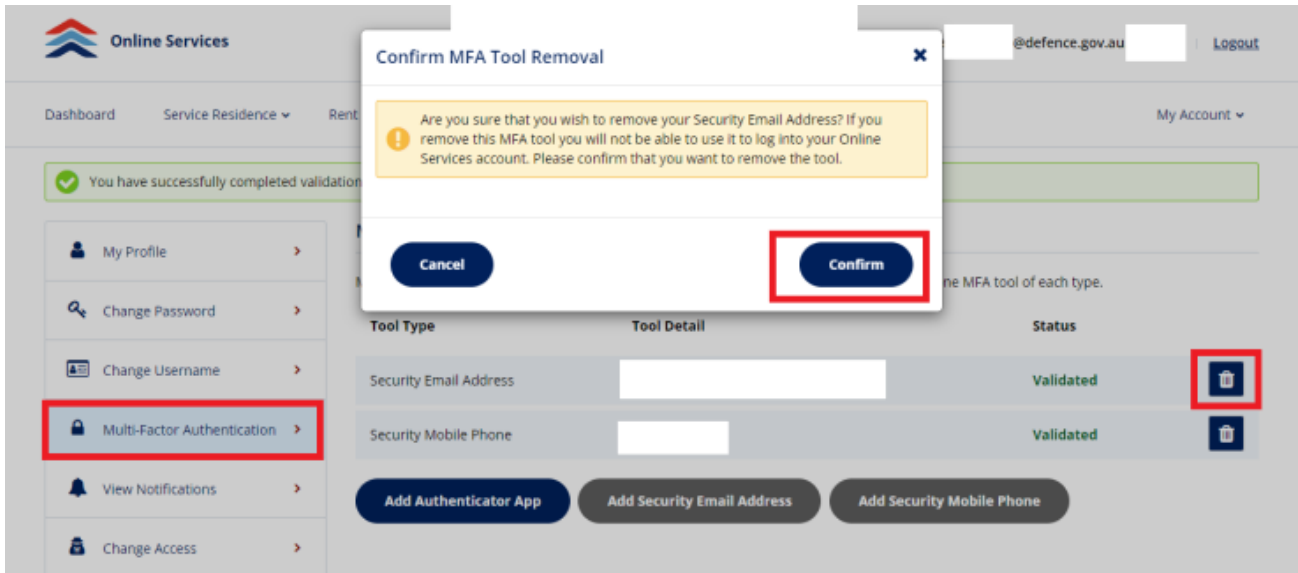 Online Services
@defence.gov.au
Logout
Dashboard
Service Residence
Rent
My Account
Confirm MFA Tool Removal
Are you sure that you wish to remove your Security Email Address? If you
remove this MFA tool you will not be able to use it to log into your Online
Services account. Please confirm that you want to remove the tool.
Cancel
Confirm
You have successfully completed validation
My Profile
Change Password
Change Username
Multi-Factor Authentication
View Notifications
Change Access
ne MFA tool of each type.
Tool Type Tool Detail Status
Security Email Address Validated
Security Mobile Phone Validated
Add Authenticator App
Add Security Email Address
Add Security Mobile Phone